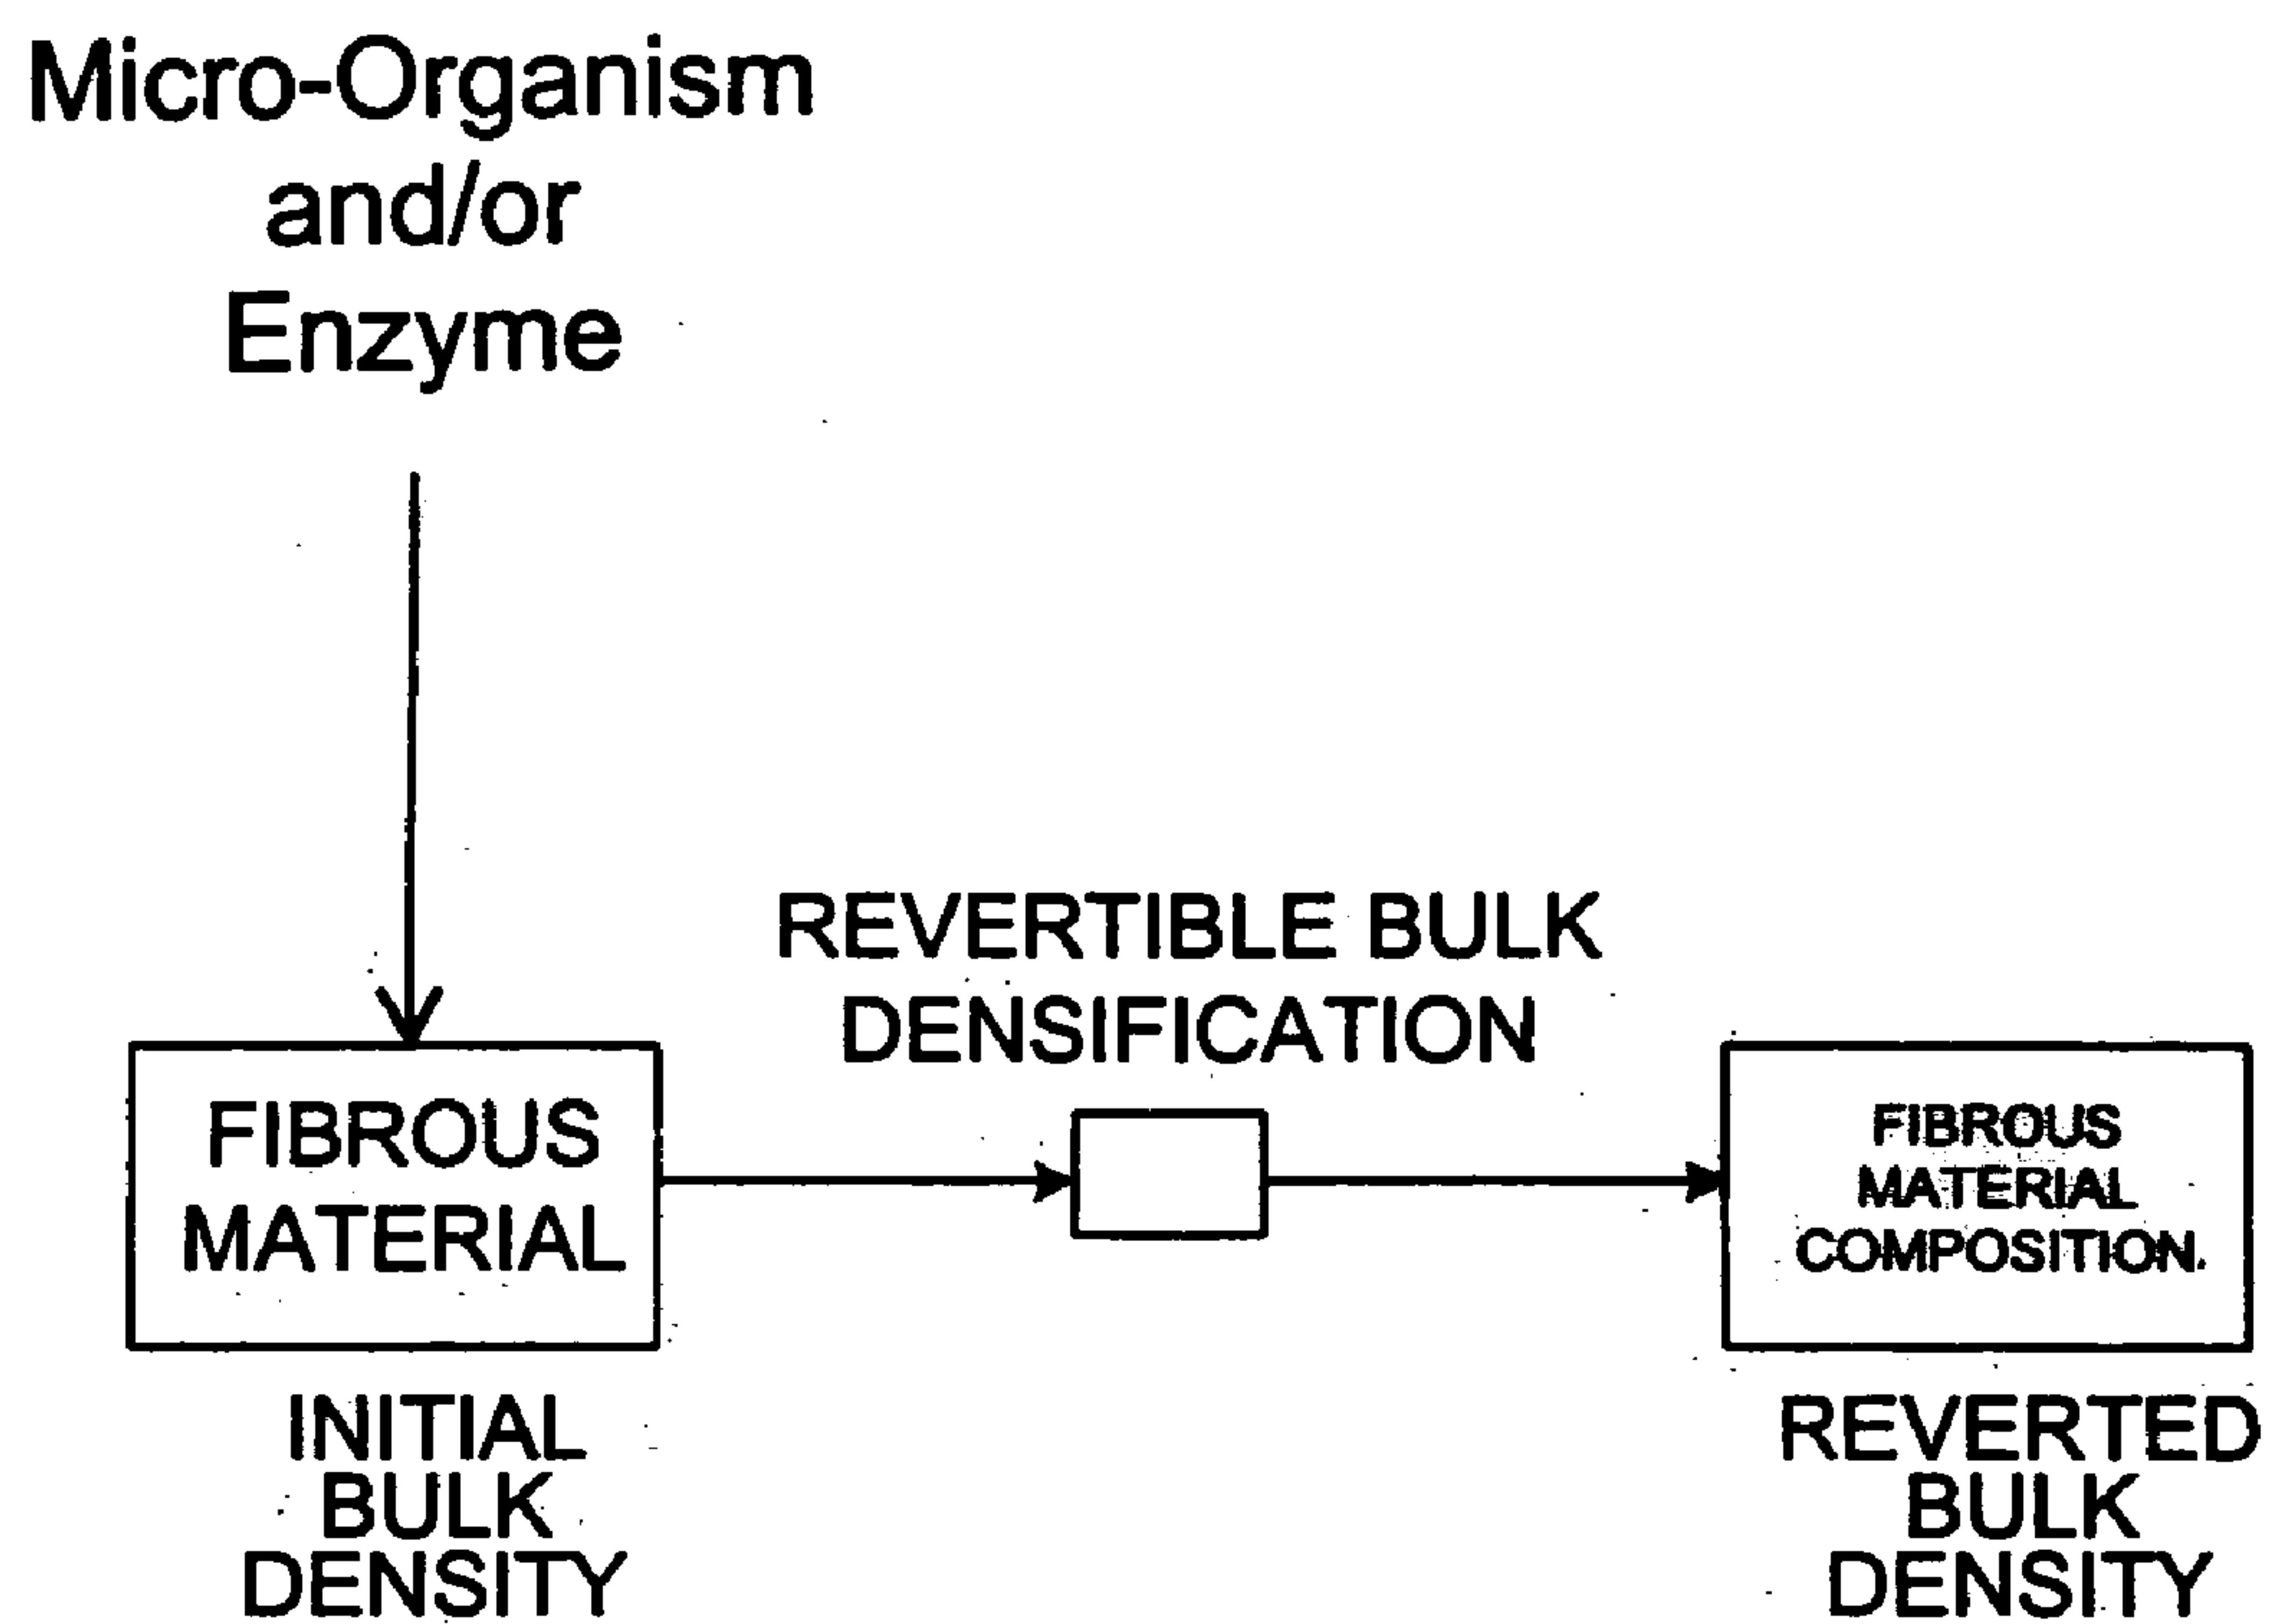 Micro-Organism
and/or
Enzyme
REVERTIBLE BULK
DENSIFICATION
FIBROUS
MATERIAL
FIBROUS
MATERIAL
COMPOSITION.
INITIAL
BULK
DENSITY
REVERTED
BULK
DENSITY